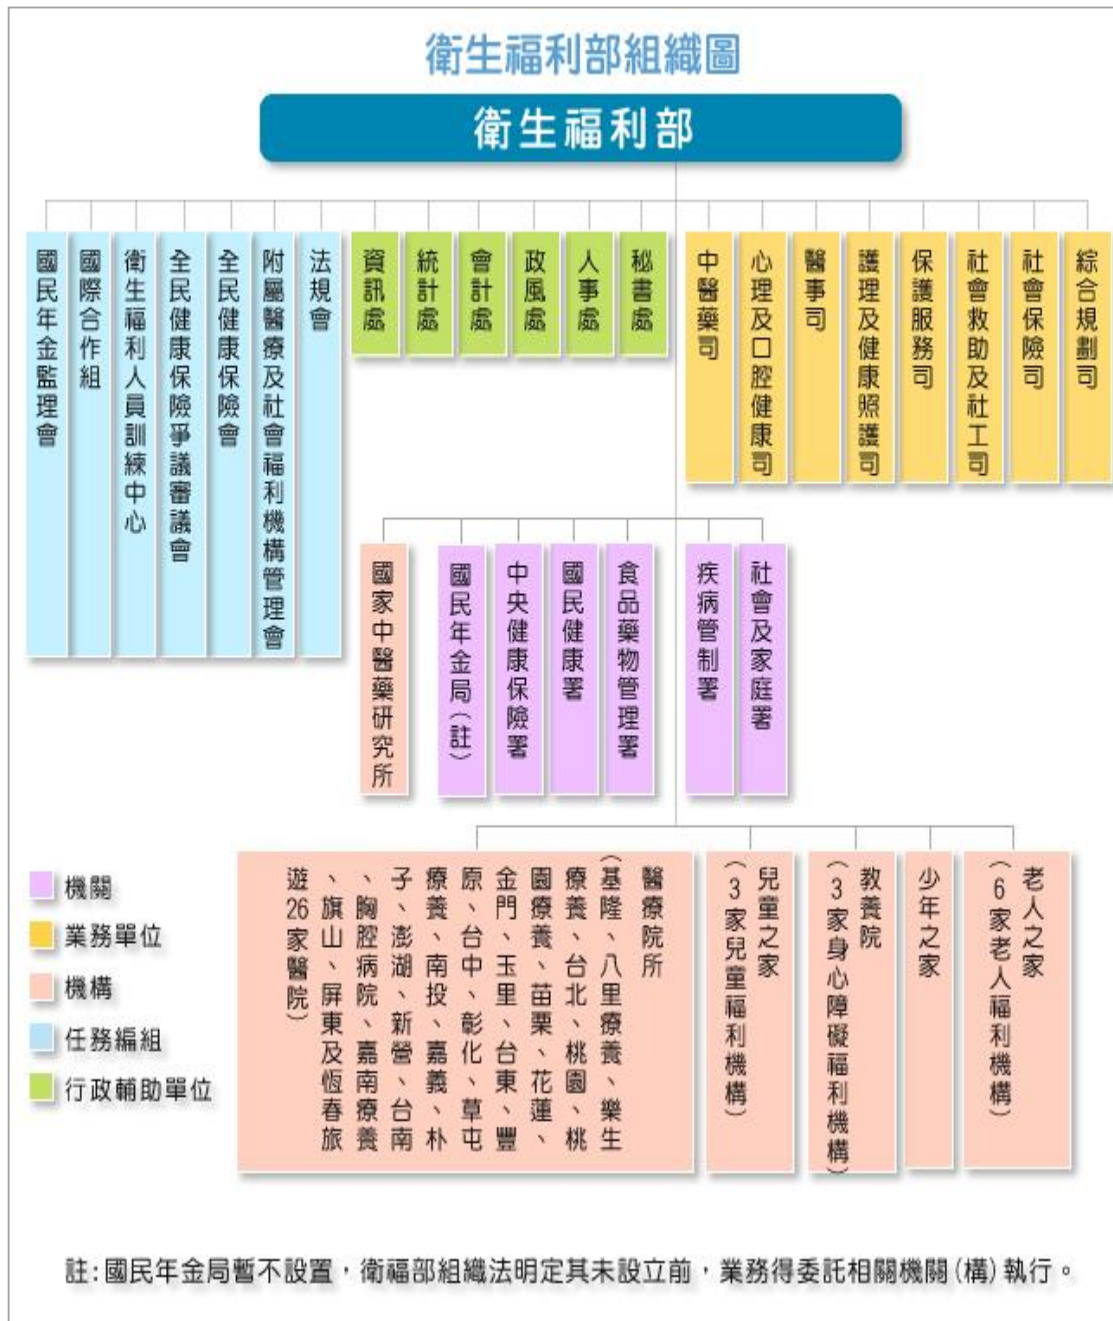 衛生福利部組織圖
衛生福利部
國民年金監理會
國際合作組
衛生福利人員訓練中心
全民健康保險爭議審議會
全民健康保險會
附屬醫療及社會福利機構管理會
法規會
資訊處
統計處
會計處
政風處
人事處
秘書處
中醫藥司
心理及口腔健康司
醫事司
護理及健康照護司
保護服務司
社會救助及社工司
社會保險司
綜合規劃司
國家中醫藥研究所
國民年金局(註)
中央健康保險署
國民健康署
食品藥物管理署
疾病管制署
社會及家庭署
醫療院所
(基隆、八里療養、樂生
療養、台北、桃園、桃
園療養、苗栗、花蓮、
金門、玉里、台東、豐
原、台中、彰化、草屯
療養、南投、嘉義、朴
子、澎湖、新營、台南
、胸腔病院、嘉南療養
、旗山、屏東及恆春旅
遊26家醫院)
兒童之家
(3家兒童福利機構)
教養院
(3家身心障礙福利機構)
少年之家
老人之家
(6家老人福利機構)
機關
業務單位
機構
任務編組
行政輔助單位
註:國民年金局暫不設置，衛福部組織法明定其未設立前，業務得委託相關機關(構)執行。